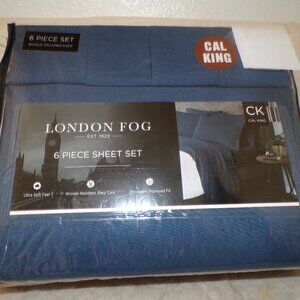 6 PIECE SET
BONUS PILLOWCASES
CAL
KING
LONDON FOG
EST. 1923
6 PIECE SHEET SET
CK
CAL KING
Ultra Soft Feel
Wrinkle Resistant, Easy Care
Improved Fit